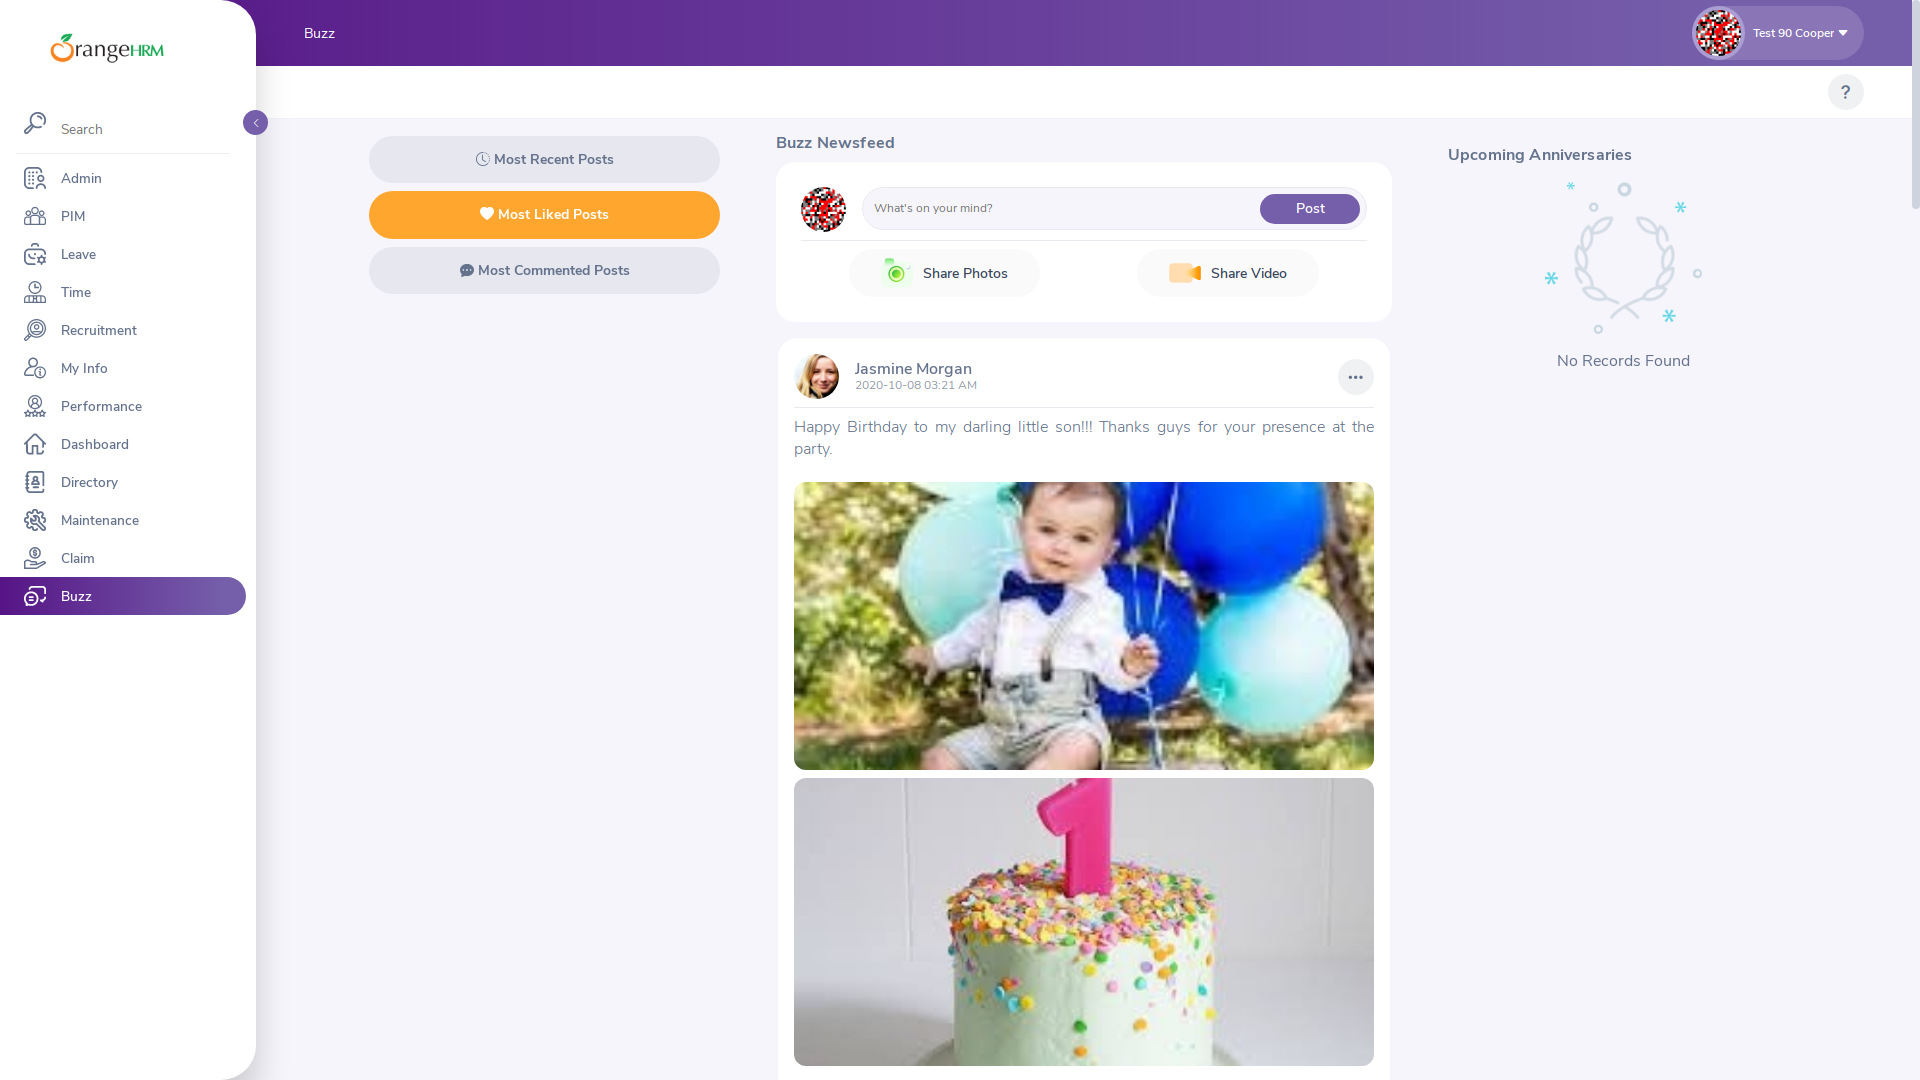 OrangeHRM
Search
Admin
PIM
Leave
Time
Recruitment
My Info
Performance
Dashboard
Directory
Maintenance
Claim
Buzz
Buzz
Test 90 Cooper
?
Most Recent Posts
Most Liked Posts
Most Commented Posts
Buzz Newsfeed
What's on your mind?
Post
Share Photos
Share Video
Jasmine Morgan
2020-10-08 03:21 AM
Happy Birthday to my darling little son!!! Thanks guys for your presence at the
party.
1
Upcoming Anniversaries
No Records Found